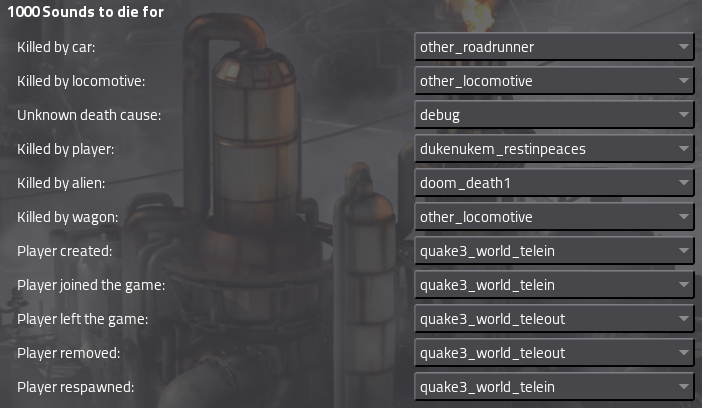 1000 Sounds to die for
Killed by car: other_roadrunner
Killed by locomotive: other_locomotive
Unknown death cause: debug
Killed by player: dukenukem_restinpeaces
Killed by alien: doom_death1
Killed by wagon: other_locomotive
Player created: quake3_world_telein
Player joined the game: quake3_world_telein
Player left the game: quake3_world_teleout
Player removed: quake3_world_teleout
Player respawned: quake3_world_telein